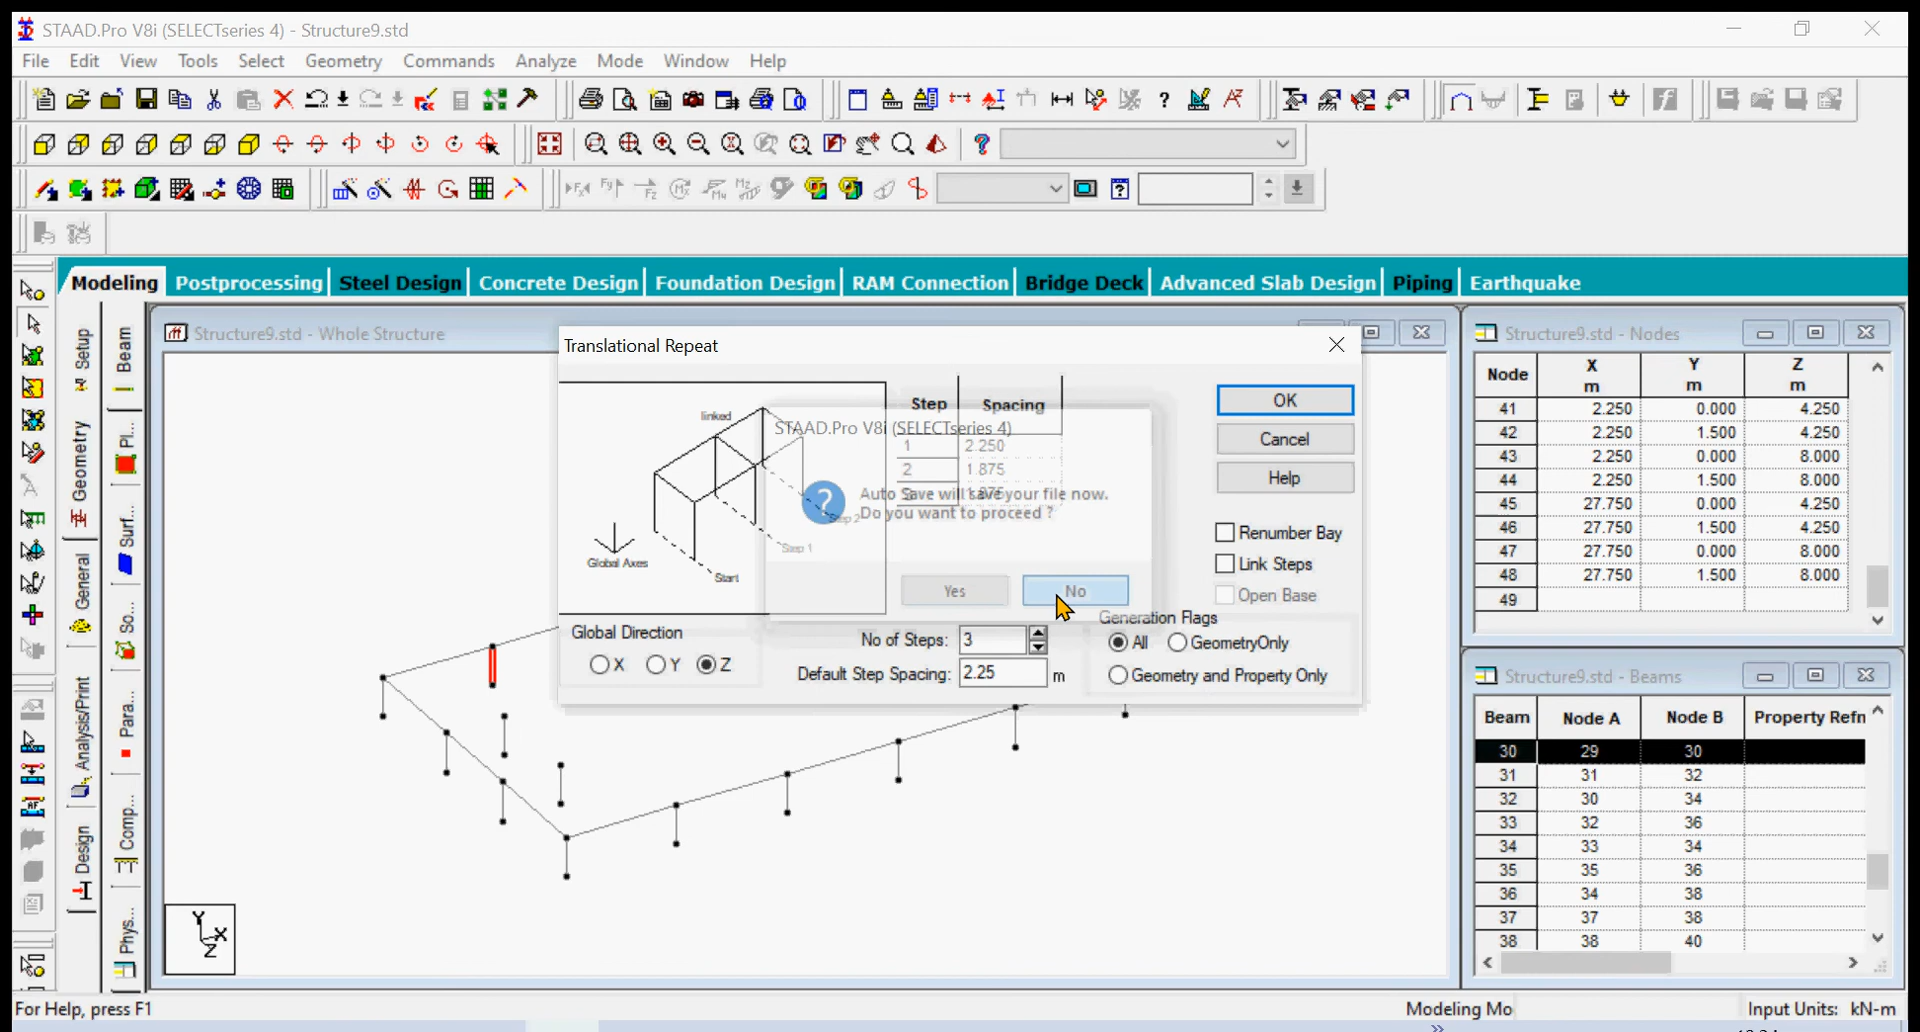 STAAD.Pro V8i (SELECTseries 4) - Structure9.std
File Edit View Tools Select Geometry Commands Analyze Mode Window Help
Modeling Postprocessing Steel Design Concrete Design Foundation Design RAM Connection Bridge Deck Advanced Slab Design Piping Earthquake
Setup
Geometry
General
Analysis/Print
Design
Beam
Pl...
Surf...
So...
Para...
Comp...
Phys...
Structure9.std - Whole Structure
Translational Repeat
linked
Step 2
Step 1
Start
Global Axes
Step Spacing
1 2.250
2 1.875
3 1.875
OK
Cancel
Help
Renumber Bay
Link Steps
Open Base
STAAD.Pro V8i (SELECTseries 4)
Auto Save will save your file now.
Do you want to proceed ?
Yes No
Global Direction
X Y Z
No of Steps: 3
Default Step Spacing: 2.25 m
Generation Flags
All GeometryOnly
Geometry and Property Only
Y
X
Z
Structure9.std - Nodes
Node X m Y m Z m
41 2.250 0.000 4.250
42 2.250 1.500 4.250
43 2.250 0.000 8.000
44 2.250 1.500 8.000
45 27.750 0.000 4.250
46 27.750 1.500 4.250
47 27.750 0.000 8.000
48 27.750 1.500 8.000
49
Structure9.std - Beams
Beam Node A Node B Property Refn
30 29 30
31 31 32
32 30 34
33 32 36
34 33 34
35 35 36
36 34 38
37 37 38
38 38 40
For Help, press F1
Modeling Mo
Input Units: kN-m